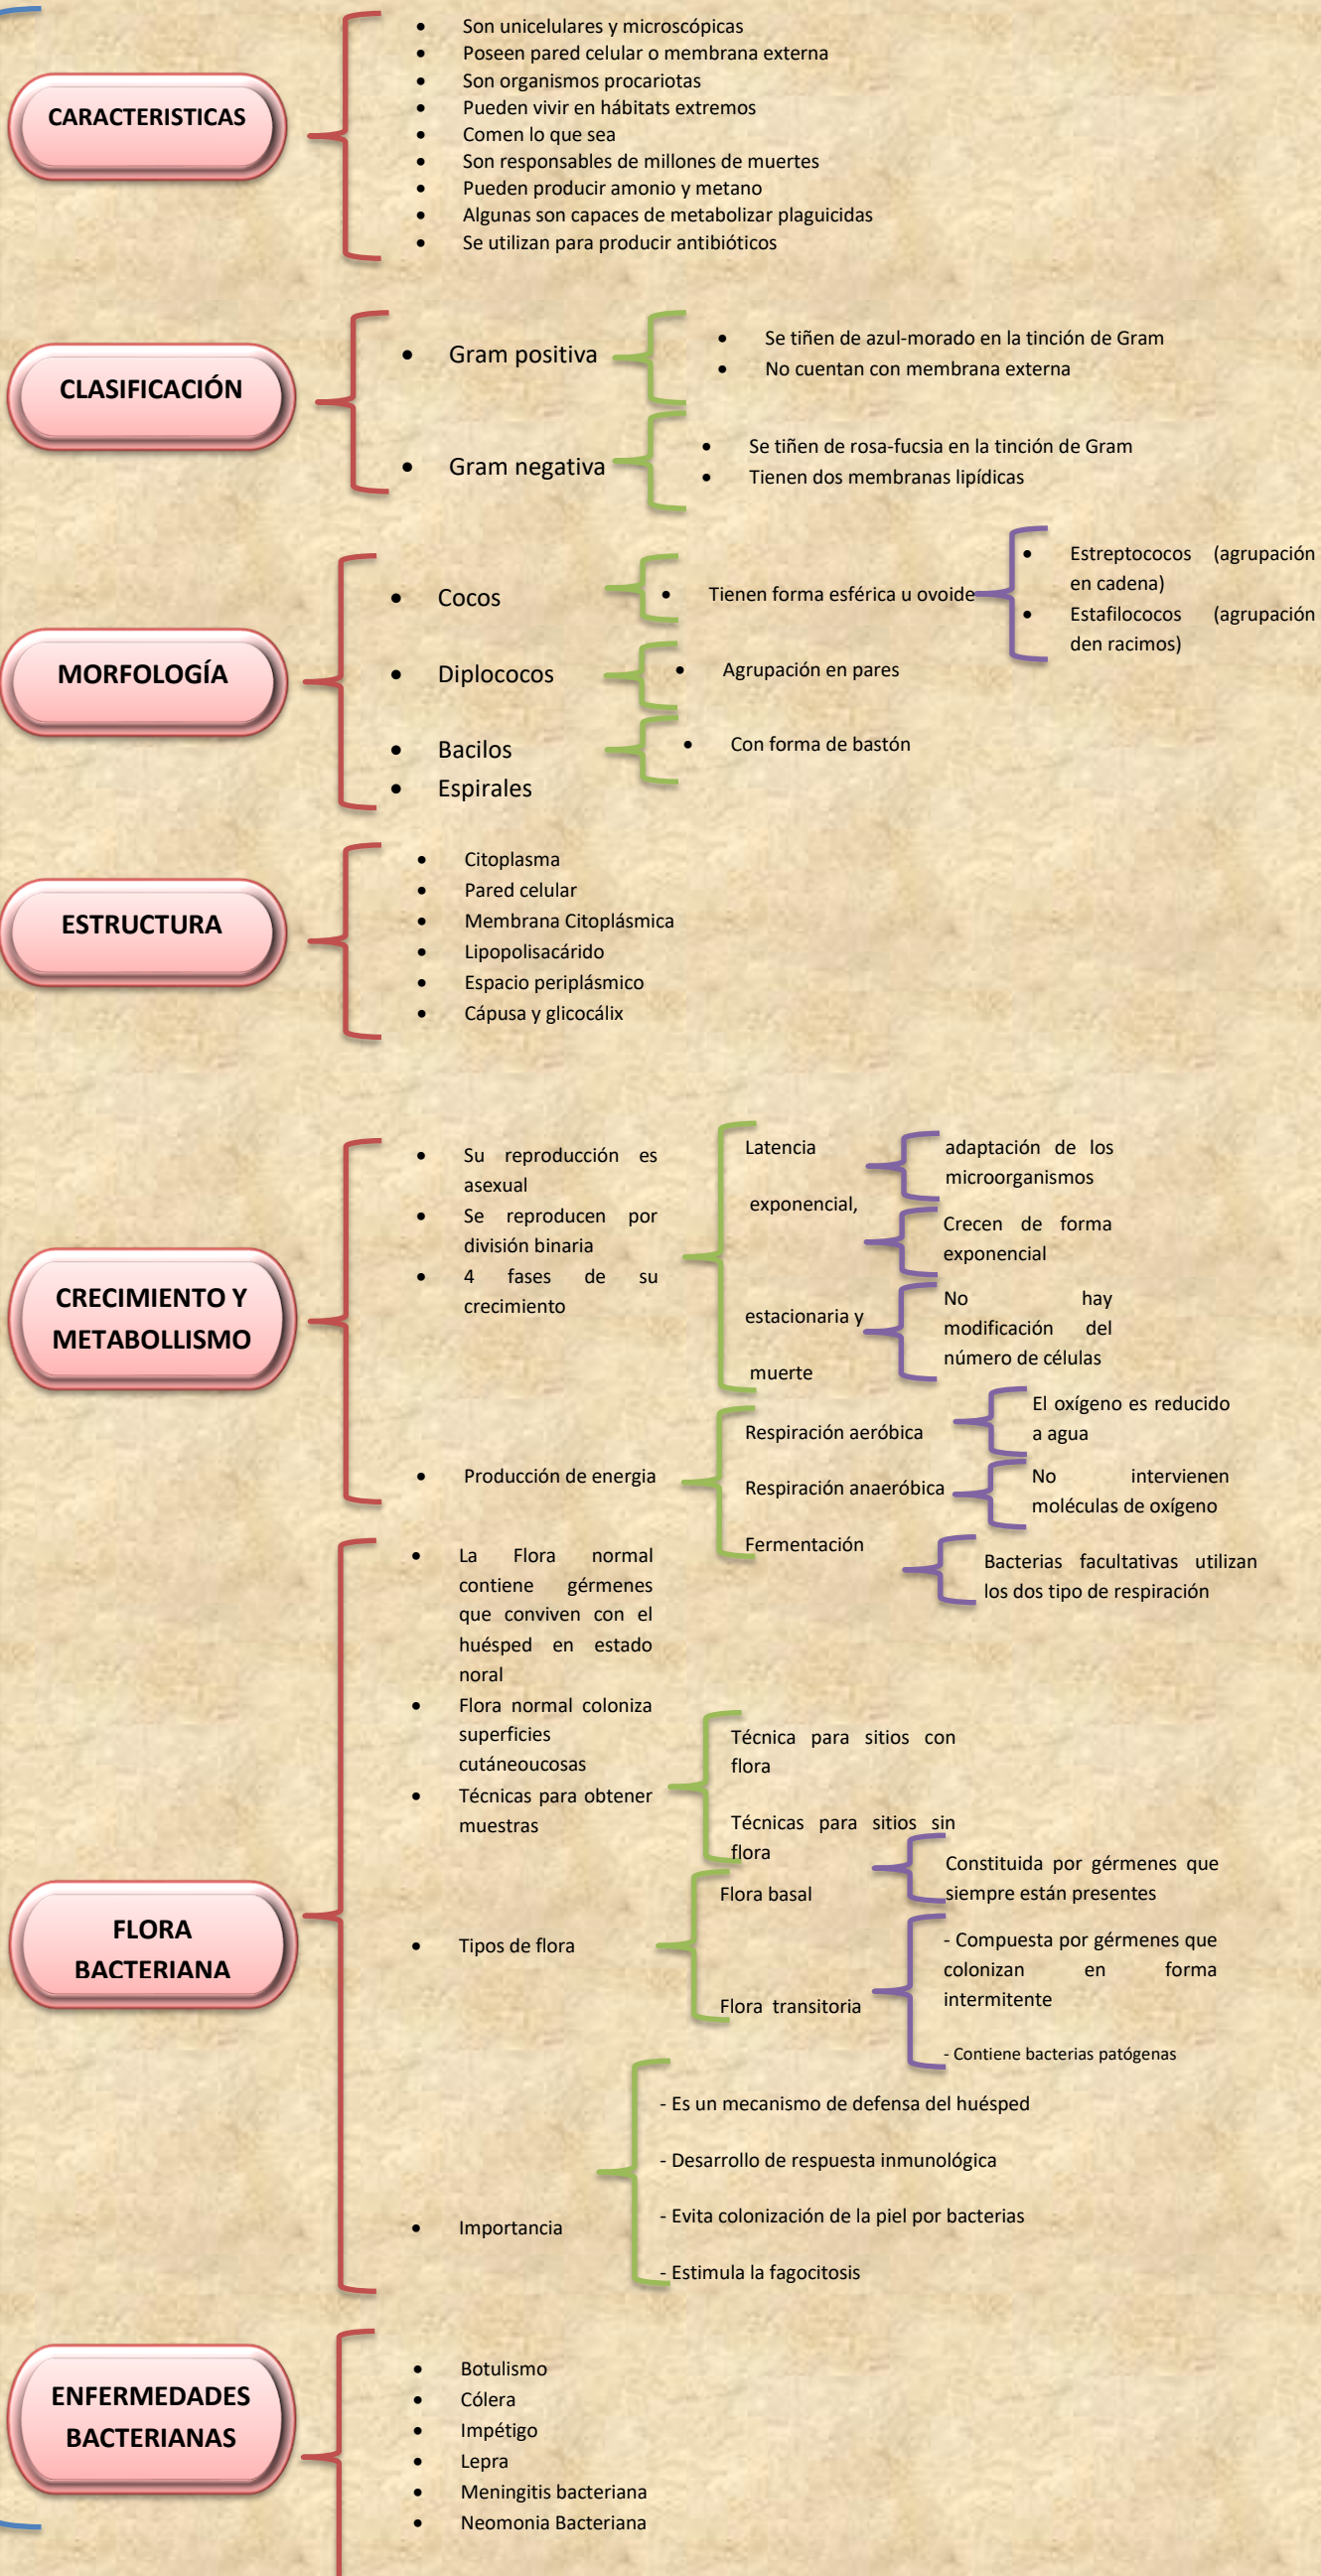 CARACTERISTICAS
Son unicelulares y microscópicas
Poseen pared celular o membrana externa
Son organismos procariotas
Pueden vivir en hábitats extremos
Comen lo que sea
Son responsables de millones de muertes
Pueden producir amonio y metano
Algunas son capaces de metabolizar plaguicidas
Se utilizan para producir antibióticos
CLASIFICACIÓN
Gram positiva
Se tiñen de azul-morado en la tinción de Gram
No cuentan con membrana externa
Gram negativa
Se tiñen de rosa-fucsia en la tinción de Gram
Tienen dos membranas lipídicas
MORFOLOGÍA
Cocos
Tienen forma esférica u ovoide
Estreptococos (agrupación
en cadena)
Estafilococos (agrupación
den racimos)
Diplococos
Agrupación en pares
Bacilos
Con forma de bastón
Espirales
ESTRUCTURA
Citoplasma
Pared celular
Membrana Citoplásmica
Lipopolisacárido
Espacio periplásmico
Cápusa y glicocálix
CRECIMIENTO Y
METABOLLISMO
Su reproducción es
asexual
Se reproducen por
división binaria
4 fases de su
crecimiento
Latencia
adaptación de los
microorganismos
exponencial,
Crecen de forma
exponencial
estacionaria y
No hay
modificación del
número de células
muerte
Producción de energia
Respiración aeróbica
El oxígeno es reducido
a agua
Respiración anaeróbica
No intervienen
moléculas de oxígeno
Fermentación
Bacterias facultativas utilizan
los dos tipo de respiración
FLORA
BACTERIANA
La Flora normal
contiene gérmenes
que conviven con el
huésped en estado
noral
Flora normal coloniza
superficies
cutáneoucosas
Técnicas para obtener
muestras
Técnica para sitios con
flora
Técnicas para sitios sin
flora
Tipos de flora
Flora basal
Constituida por gérmenes que
siempre están presentes
Flora transitoria
- Compuesta por gérmenes que
colonizan en forma
intermitente
- Contiene bacterias patógenas
Importancia
- Es un mecanismo de defensa del huésped
- Desarrollo de respuesta inmunológica
- Evita colonización de la piel por bacterias
- Estimula la fagocitosis
ENFERMEDADES
BACTERIANAS
Botulismo
Cólera
Impétigo
Lepra
Meningitis bacteriana
Neomonia Bacteriana